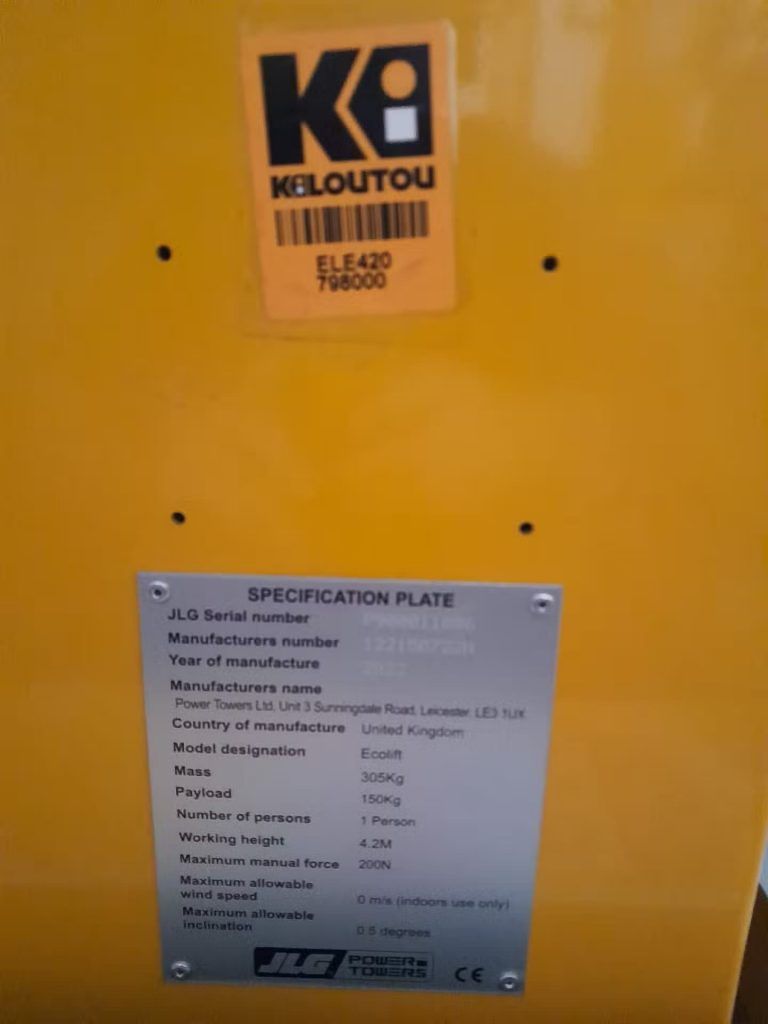 Ki
KiLOUTOU
ELE420
798000
SPECIFICATION PLATE
JLG Serial number
Manufacturers number
Year of manufacture
Manufacturers name
Power Towers Ltd, Unit 3 Sunningdale Road, Leicester, LE3 1UX
Country of manufacture United Kingdom
Model designation Ecolift
Mass 305Kg
Payload 150Kg
Number of persons 1 Person
Working height 4.2M
Maximum manual force 200N
Maximum allowable
wind speed 0 m/s (indoors use only)
Maximum allowable
inclination 0.5 degrees
JLG POWER
TOWERS CE